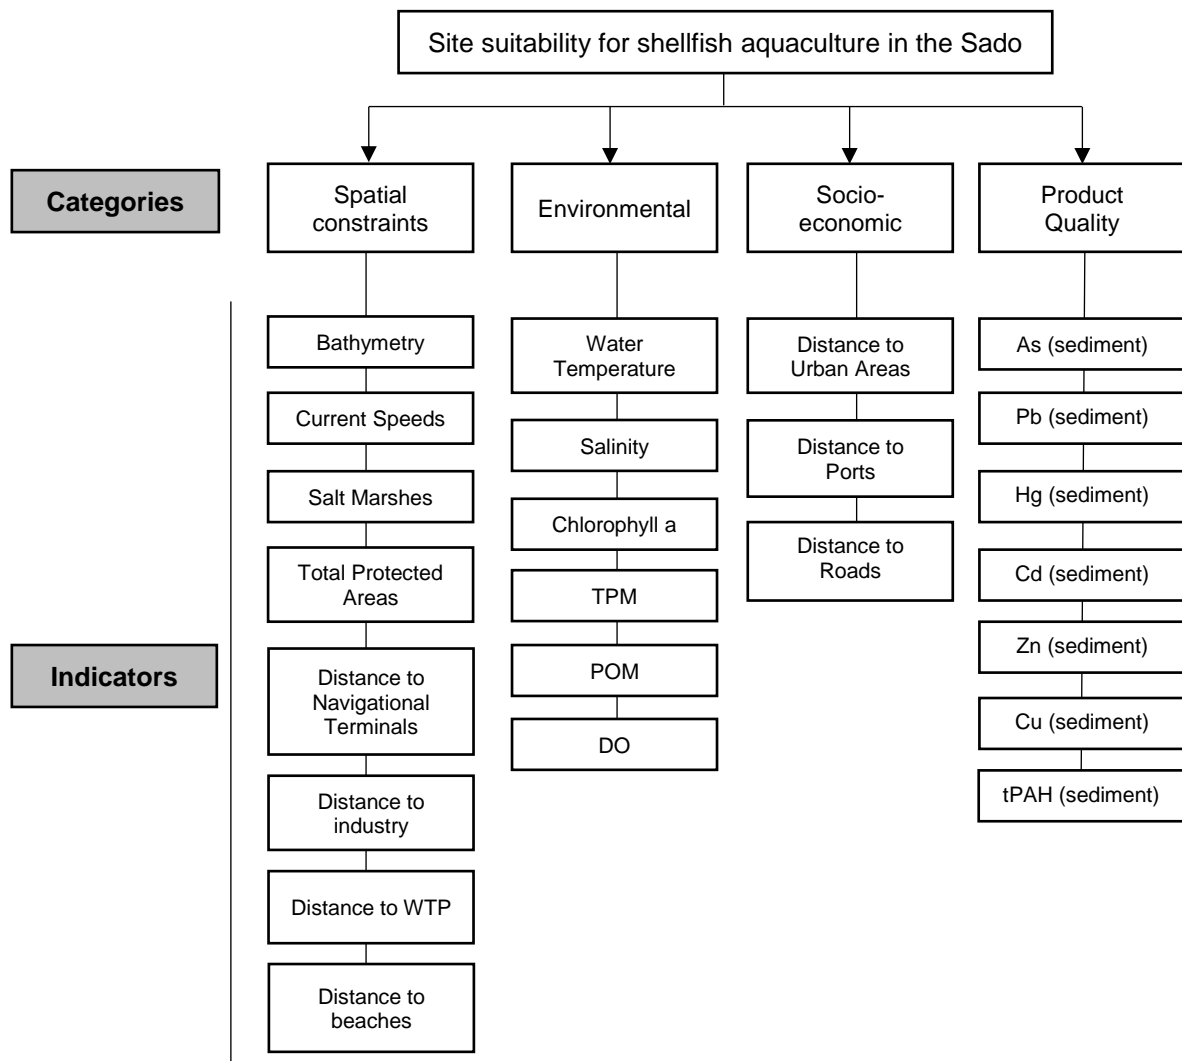 Site suitability for shellfish aquaculture in the Sado
Categories
Spatial
constraints
Environmental
Socio-
economic
Product
Quality
Indicators
Bathymetry
Current Speeds
Salt Marshes
Total Protected
Areas
Distance to
Navigational
Terminals
Distance to
industry
Distance to WTP
Distance to
beaches
Water
Temperature
Salinity
Chlorophyll a
TPM
POM
DO
Distance to
Urban Areas
Distance to
Ports
Distance to
Roads
As (sediment)
Pb (sediment)
Hg (sediment)
Cd (sediment)
Zn (sediment)
Cu (sediment)
tPAH (sediment)